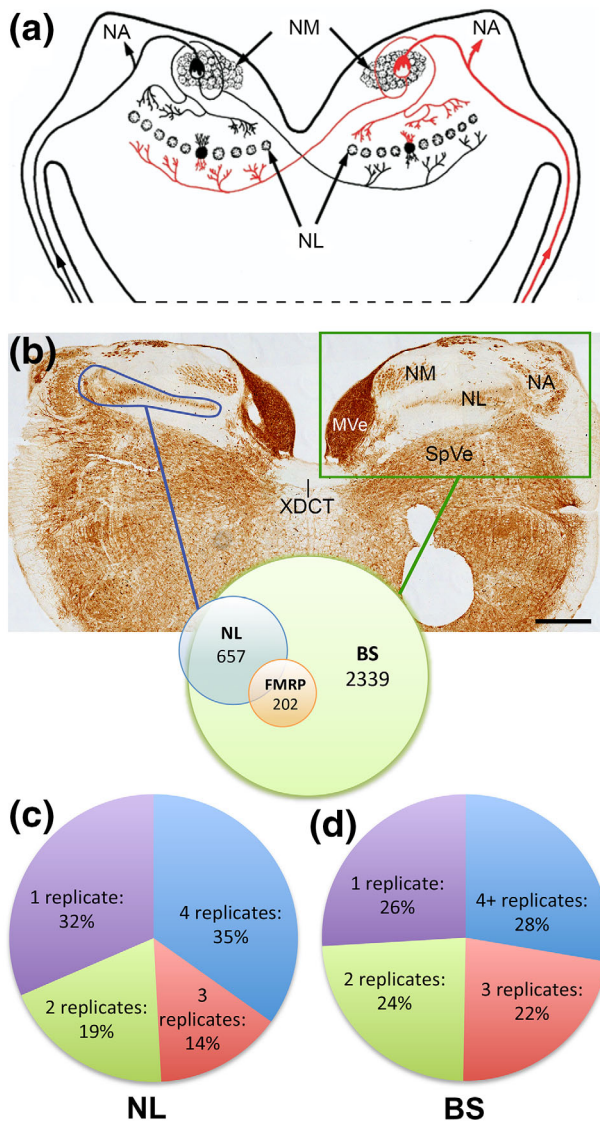 (a)
NA
NM
NA
NL
(b)
NM
NA
NL
MVe
SpVe
XDCT
NL
657
BS
2339
FMRP
202
(c)
1 replicate:
32%
4 replicates:
35%
2 replicates:
19%
3
replicates:
14%
NL
(d)
1 replicate:
26%
4+ replicates:
28%
2 replicates:
24%
3 replicates:
22%
BS